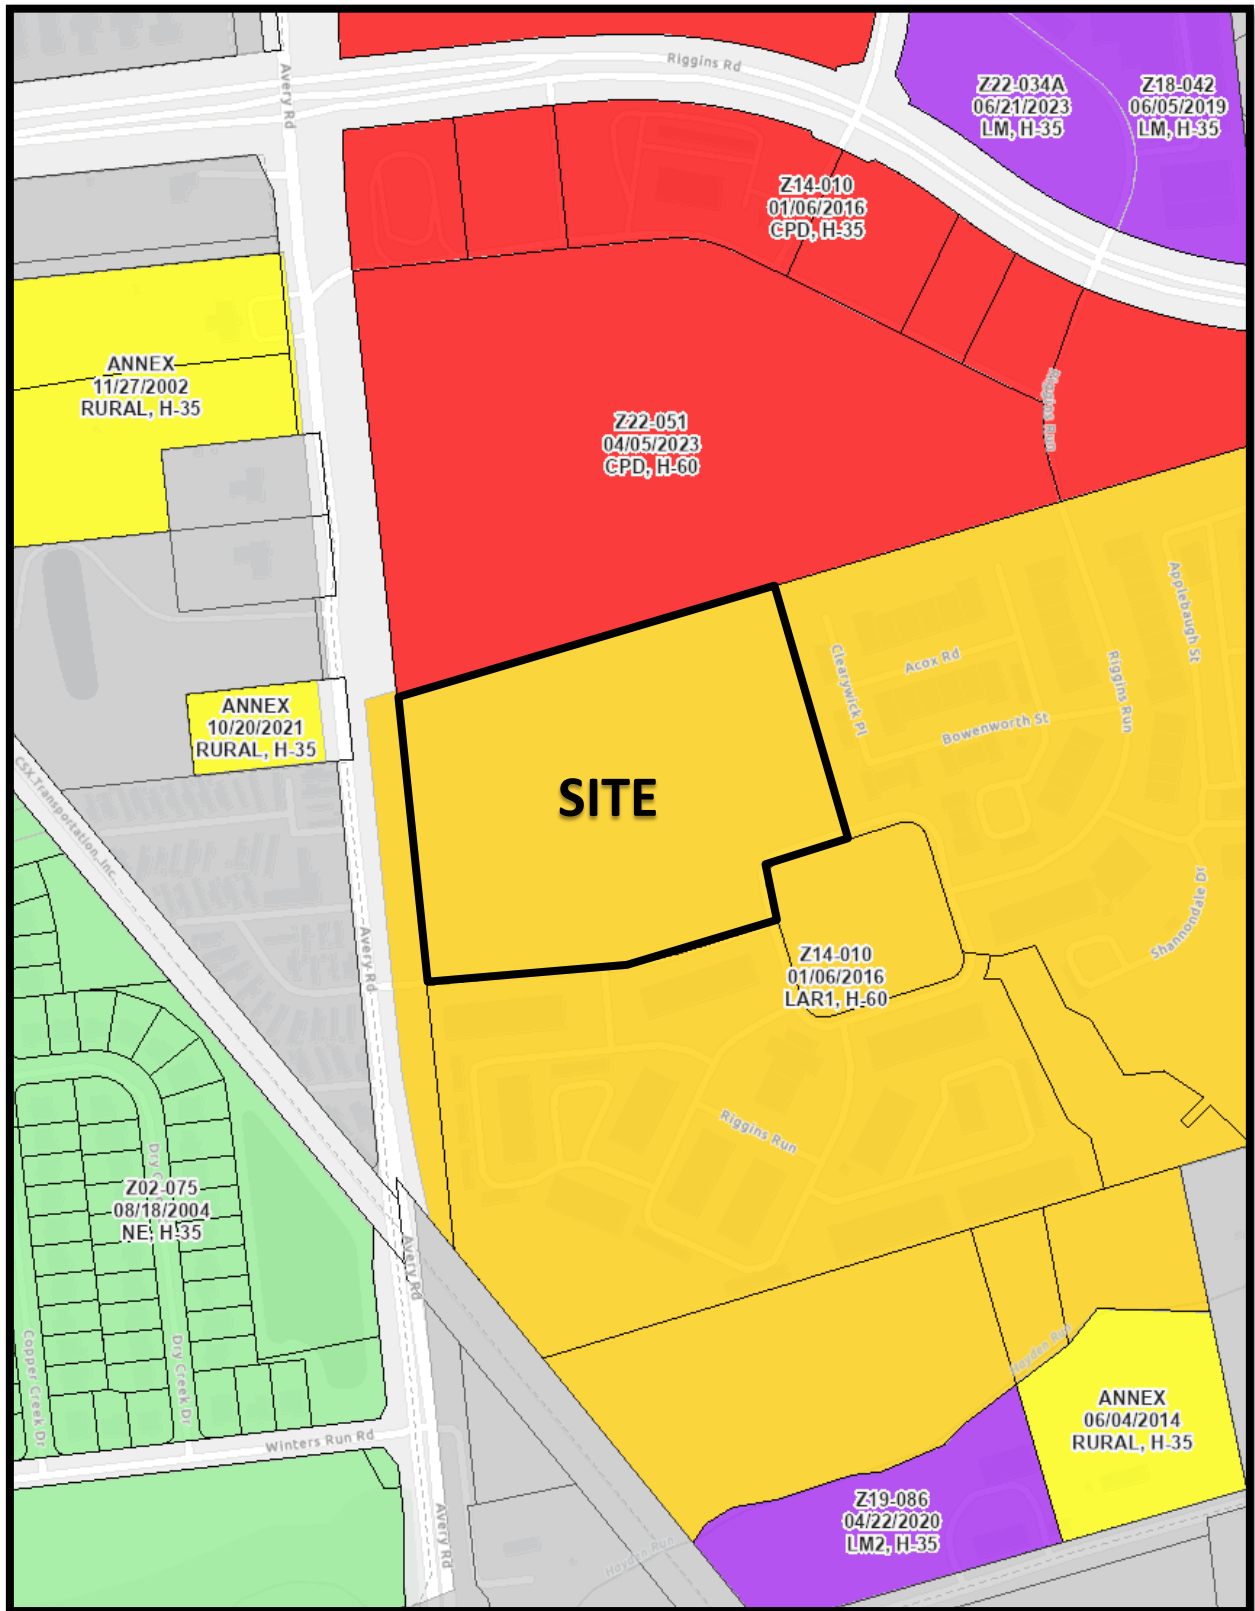 Avery Rd
Riggins Rd
Z22-034A
06/21/2023
LM, H-35
Z18-042
06/05/2019
LM, H-35
Z14-010
01/06/2016
CPD, H-35
ANNEX
11/27/2002
RURAL, H-35
Riggins Run
Z22-051
04/05/2023
CPD, H-60
Applebaugh St
Clearywick Pl
Acox Rd
Riggins Run
Bowenworth St
ANNEX
10/20/2021
RURAL, H-35
CSX Transportation, Inc.
SITE
Shannondale Dr
Avery Rd
Z14-010
01/06/2016
LAR1, H-60
Riggins Run
Dry Creek Dr
Z02-075
08/18/2004
NE, H-35
Avery Rd
Copper Creek Dr
Dry Creek Dr
Hayden Run
ANNEX
06/04/2014
RURAL, H-35
Winters Run Rd
Z19-086
04/22/2020
LM2, H-35
Avery Rd
Hayden Run